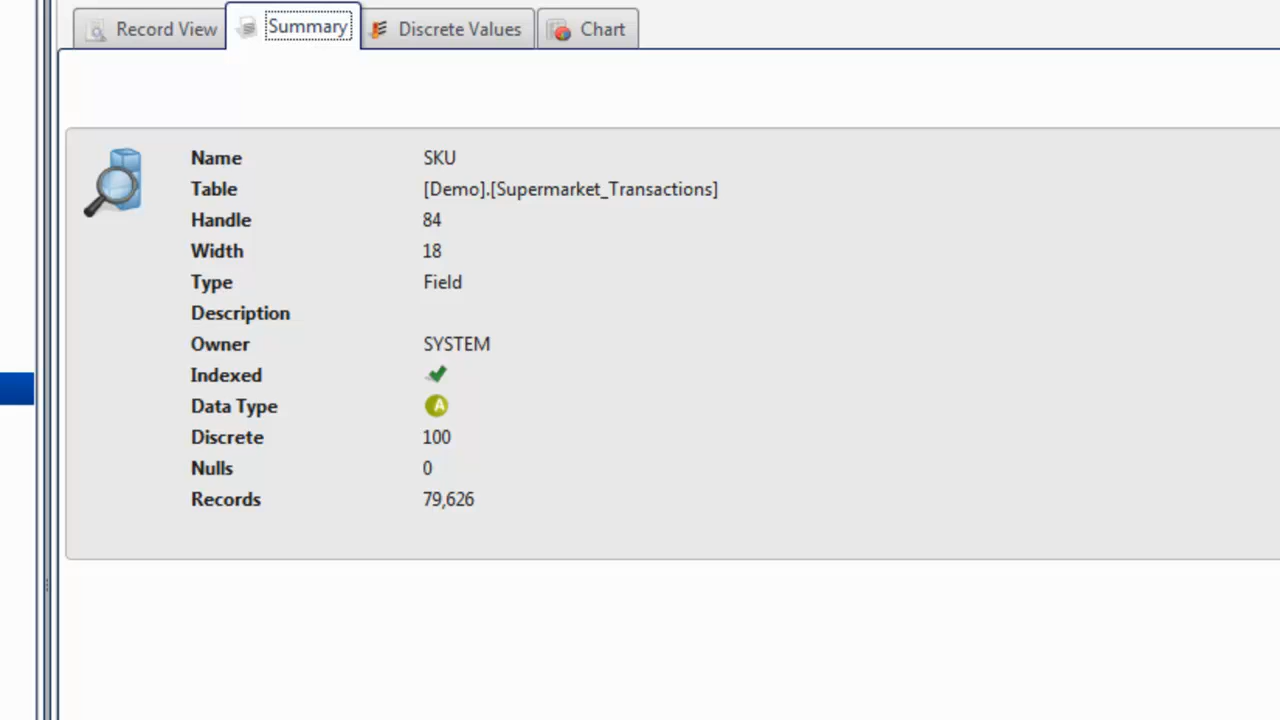 Record View Summary Discrete Values Chart
Name SKU
Table [Demo].[Supermarket_Transactions]
Handle 84
Width 18
Type Field
Description
Owner SYSTEM
Indexed
Data Type A
Discrete 100
Nulls 0
Records 79,626